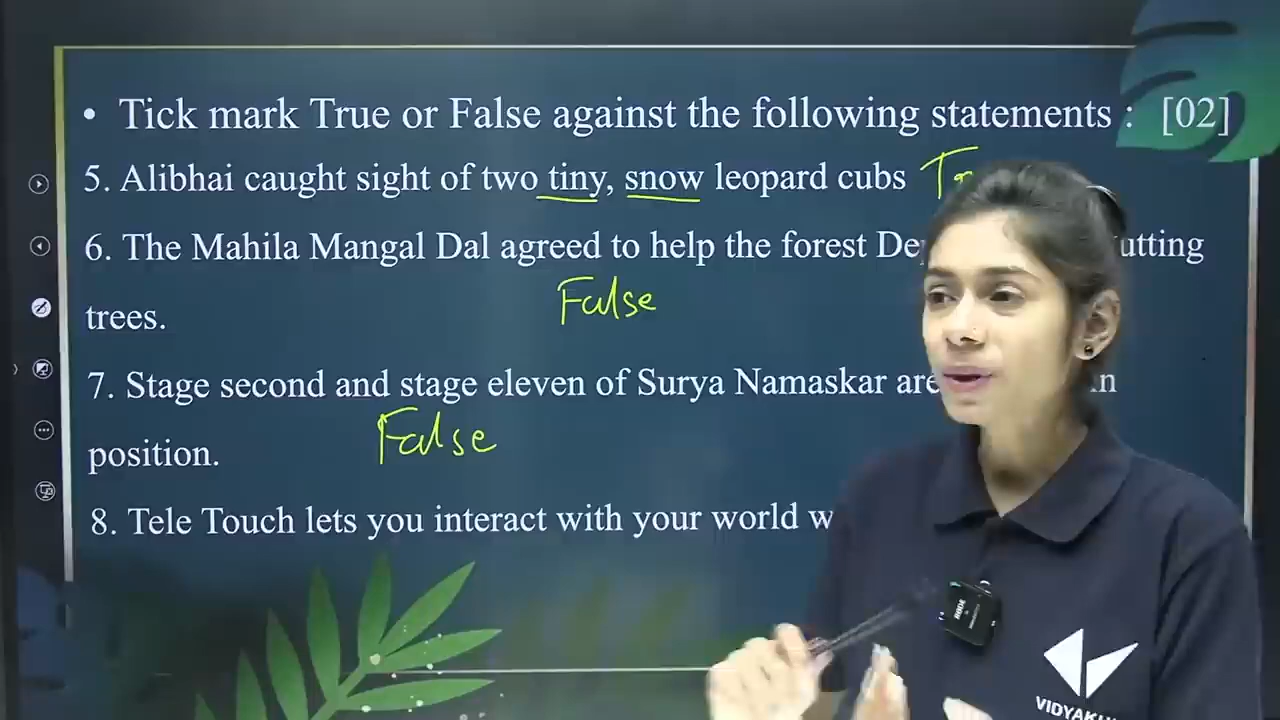 • Tick mark True or False against the following statements : [02]
5. Alibhai caught sight of two tiny, snow leopard cubs
6. The Mahila Mangal Dal agreed to help the forest
trees.
False
7. Stage second and stage eleven of Surya Namaskar are
False
position.
8. Tele Touch lets you interact with your world
RODE